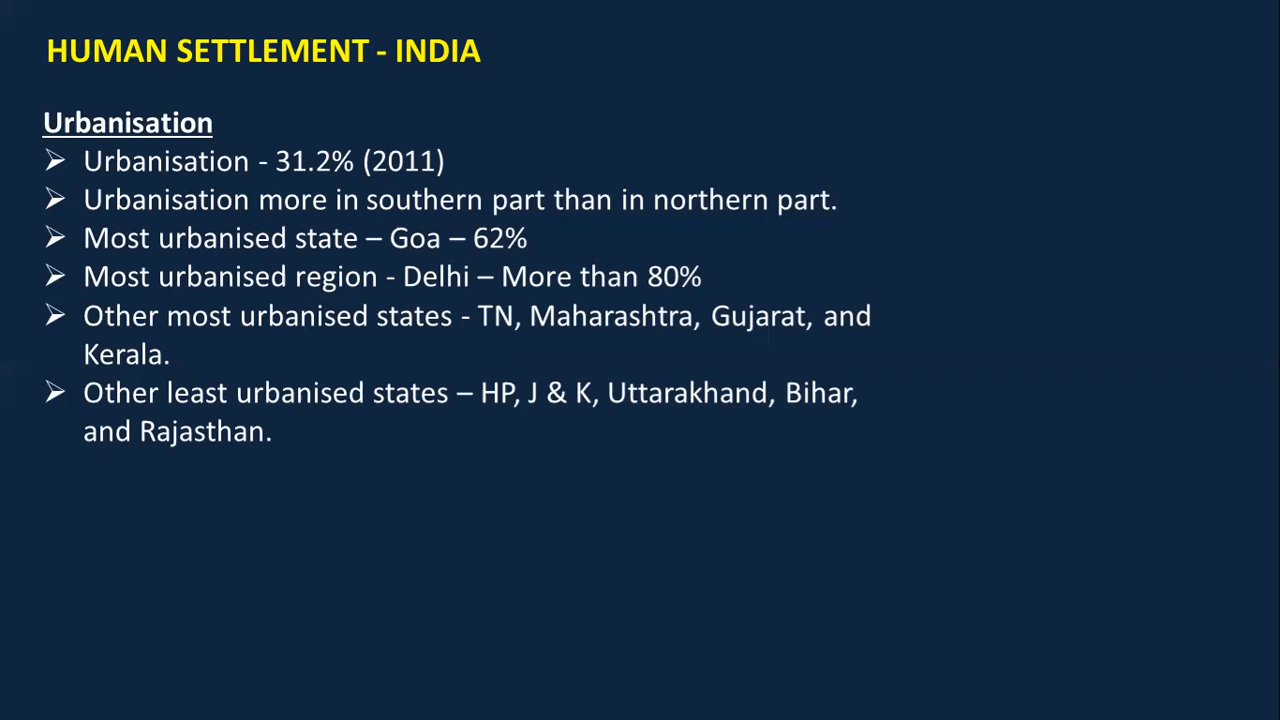 HUMAN SETTLEMENT - INDIA
Urbanisation
➢ Urbanisation - 31.2% (2011)
➢ Urbanisation more in southern part than in northern part.
➢ Most urbanised state – Goa – 62%
➢ Most urbanised region - Delhi – More than 80%
➢ Other most urbanised states - TN, Maharashtra, Gujarat, and
Kerala.
➢ Other least urbanised states – HP, J & K, Uttarakhand, Bihar,
and Rajasthan.